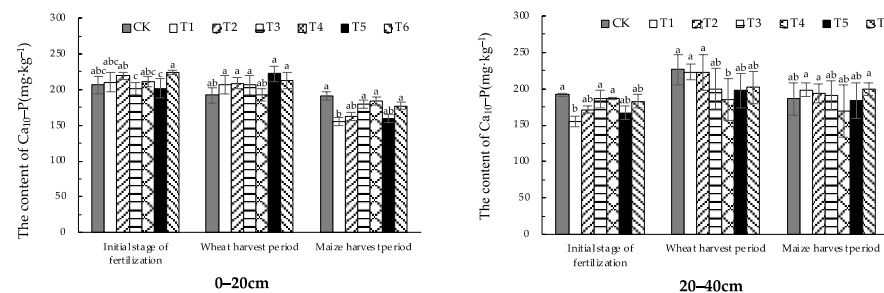 300
CK T1 T2 T3 T4 T5 T6
250
200
150
100
50
0
The content of Ca10–P(mg·kg–1)
abc abc ab c abc c a
ab a a a ab a a
a b ab a a ab a
Initial stage of fertilization
Wheat harvest period
Maize harvest period
0–20cm
300
CK T1 T2 T3 T4 T5 T
250
200
150
100
50
0
The content of Ca10–P(mg·kg–1)
a b ab a a ab ab
a a a ab b ab ab
ab a ab ab a ab a
Initial stage of fertilization
Wheat harvest period
Maize harvest period
20–40cm